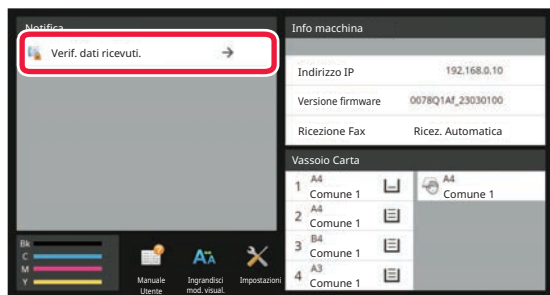 Notifica
Verif. dati ricevuti.
Info macchina
Indirizzo IP 192.168.0.10
Versione firmware 0078Q1Af_23030100
Ricezione Fax Ricez. Automatica
Vassoio Carta
1 A4
Comune 1
2 A4
Comune 1
3 B4
Comune 1
4 A3
Comune 1
A4
Comune 1
Bk
C
M
Y
Manuale
Utente
Ingrandisci
mod. visual.
Impostazioni